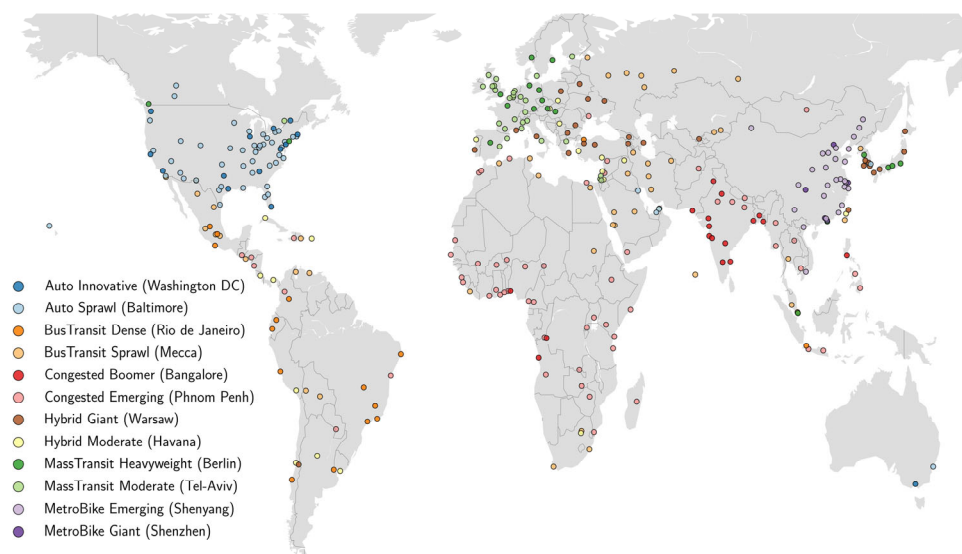 Auto Innovative (Washington DC)
Auto Sprawl (Baltimore)
BusTransit Dense (Rio de Janeiro)
BusTransit Sprawl (Mecca)
Congested Boomer (Bangalore)
Congested Emerging (Phnom Penh)
Hybrid Giant (Warsaw)
Hybrid Moderate (Havana)
MassTransit Heavyweight (Berlin)
MassTransit Moderate (Tel-Aviv)
MetroBike Emerging (Shenyang)
MetroBike Giant (Shenzhen)